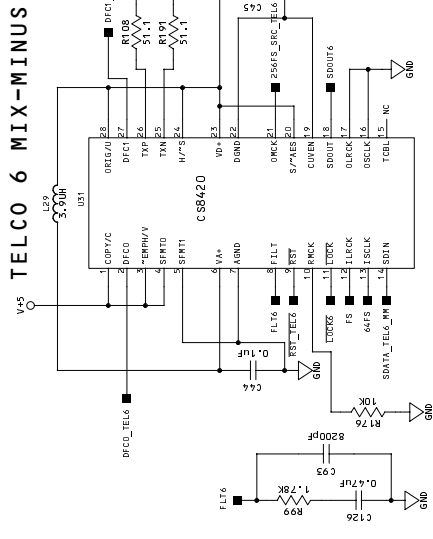 TELCO 6 MIX-MINUS
DFC1
R108
51.1
R191
51.1
C45
256FS_SRC_TEL6
SDOUT6
GND
NC
28
27
26
25
24
23
22
21
20
19
18
17
16
15
ORIG/U
DFC1
TXP
TXN
H/~S
VD+
DGND
OMCK
S/~AES
CUVEN
SDOUT
OLRCK
OSCLK
TCBL
L29
3.9UH
U31
CS8420
COPY/C
DFC0
~EMPH/V
SFMT0
SFMT1
VA+
AGND
FILT
RST
RMCK
LOCK
ILRCK
ISCLK
SDIN
1
2
3
4
5
6
7
8
9
10
11
12
13
14
V+5
FLT6
RST_TEL6
LOCK6
FS
64FS
SDATA_TEL6_MM
0.1uF
C44
GND
DFC0_TEL6
10K
R176
GND
8200pF
C93
FLT6
1.78K
R99
0.47uF
C126
GND